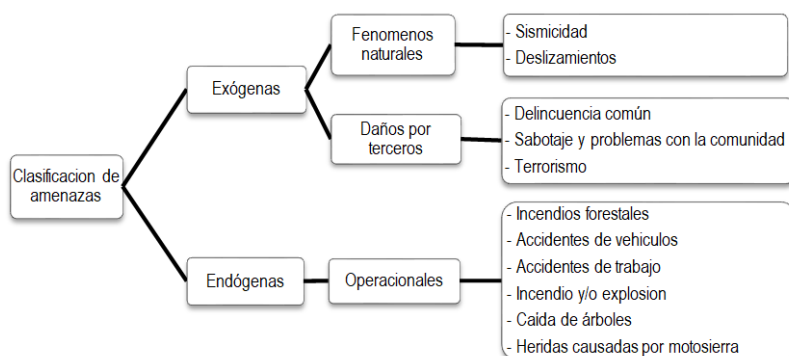 Clasificacion de
amenazas
Exógenas
Fenomenos
naturales
- Sismicidad
- Deslizamientos
Daños por
terceros
- Delincuencia común
- Sabotaje y problemas con la comunidad
- Terrorismo
Endógenas
Operacionales
- Incendios forestales
- Accidentes de vehiculos
- Accidentes de trabajo
- Incendio y/o explosion
- Caída de árboles
- Heridas causadas por motosierra